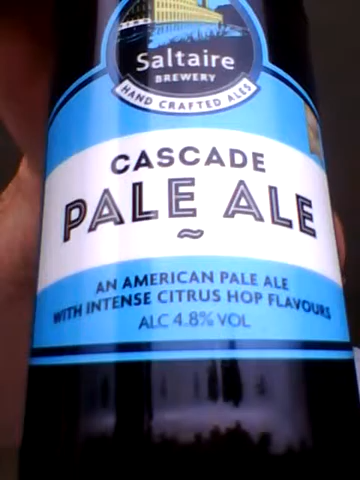 Saltaire
BREWERY
HAND CRAFTED ALES
CASCADE
PALE ALE
~
AN AMERICAN PALE ALE
WITH INTENSE CITRUS HOP FLAVOURS
ALC 4.8% VOL